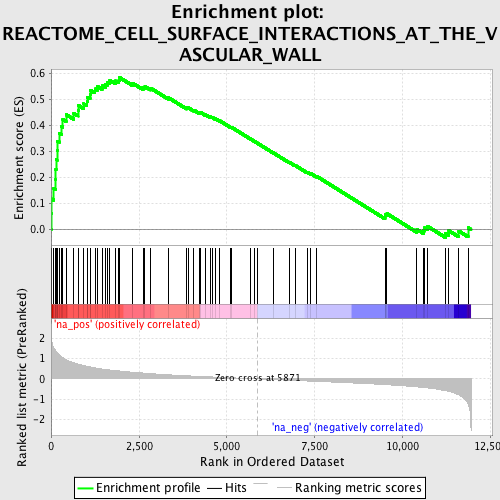 Enrichment plot:
REACTOME_CELL_SURFACE_INTERACTIONS_AT_THE_V
ASCULAR_WALL
Enrichment score (ES)
0.6
0.5
0.4
0.3
0.2
0.1
0.0
'na_pos' (positively correlated)
Ranked list metric (PreRanked)
2
1
0
-1
-2
Zero cross at 5871
'na_neg' (negatively correlated)
0
2,500
5,000
7,500
10,000
12,500
Rank in Ordered Dataset
Enrichment profile
Hits
Ranking metric scores